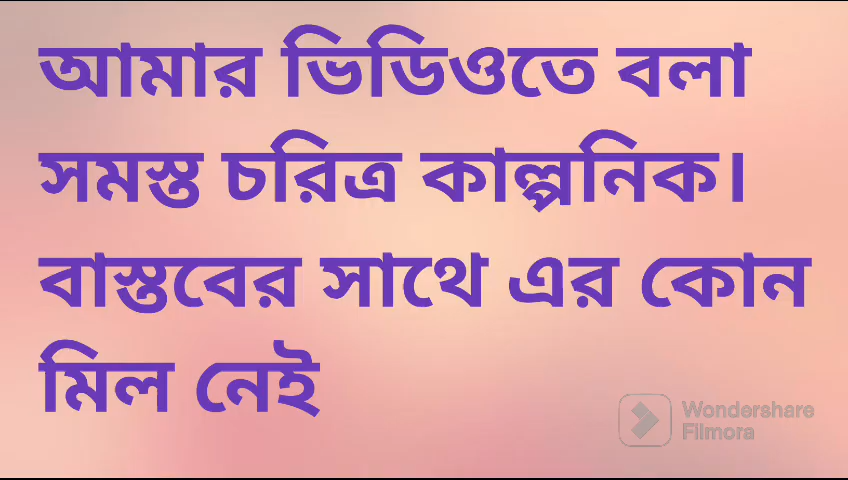 আমার ভিডিওতে বলা
সমস্ত চরিত্র কাল্পনিক।
বাস্তবের সাথে এর কোন
মিল নেই
Wondershare
Filmora